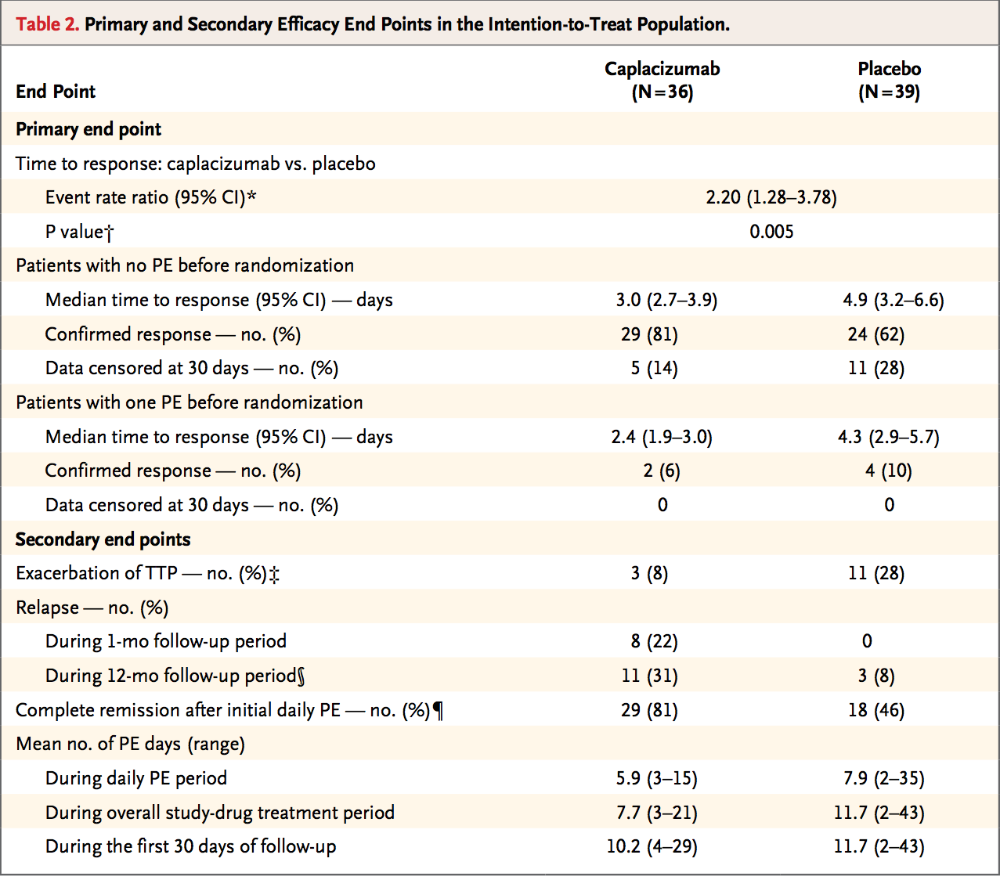 Table 2. Primary and Secondary Efficacy End Points in the Intention-to-Treat Population.
End Point Caplacizumab (N=36) Placebo (N=39)
Primary end point
Time to response: caplacizumab vs. placebo
Event rate ratio (95% CI)* 2.20 (1.28–3.78)
P value† 0.005
Patients with no PE before randomization
Median time to response (95% CI) — days 3.0 (2.7–3.9) 4.9 (3.2–6.6)
Confirmed response — no. (%) 29 (81) 24 (62)
Data censored at 30 days — no. (%) 5 (14) 11 (28)
Patients with one PE before randomization
Median time to response (95% CI) — days 2.4 (1.9–3.0) 4.3 (2.9–5.7)
Confirmed response — no. (%) 2 (6) 4 (10)
Data censored at 30 days — no. (%) 0 0
Secondary end points
Exacerbation of TTP — no. (%)‡ 3 (8) 11 (28)
Relapse — no. (%)
During 1-mo follow-up period 8 (22) 0
During 12-mo follow-up period§ 11 (31) 3 (8)
Complete remission after initial daily PE — no. (%)¶ 29 (81) 18 (46)
Mean no. of PE days (range)
During daily PE period 5.9 (3–15) 7.9 (2–35)
During overall study-drug treatment period 7.7 (3–21) 11.7 (2–43)
During the first 30 days of follow-up 10.2 (4–29) 11.7 (2–43)